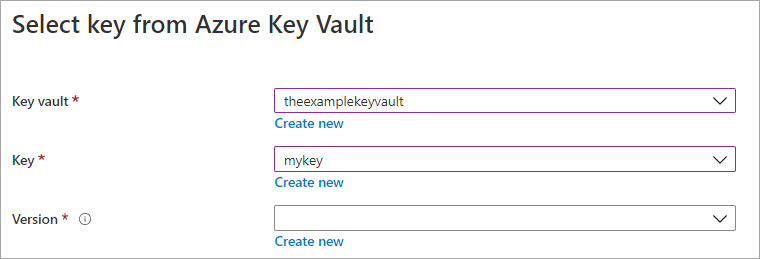 Select key from Azure Key Vault
Key vault * theexamplekeyvault
Create new
Key * mykey
Create new
Version *
Create new